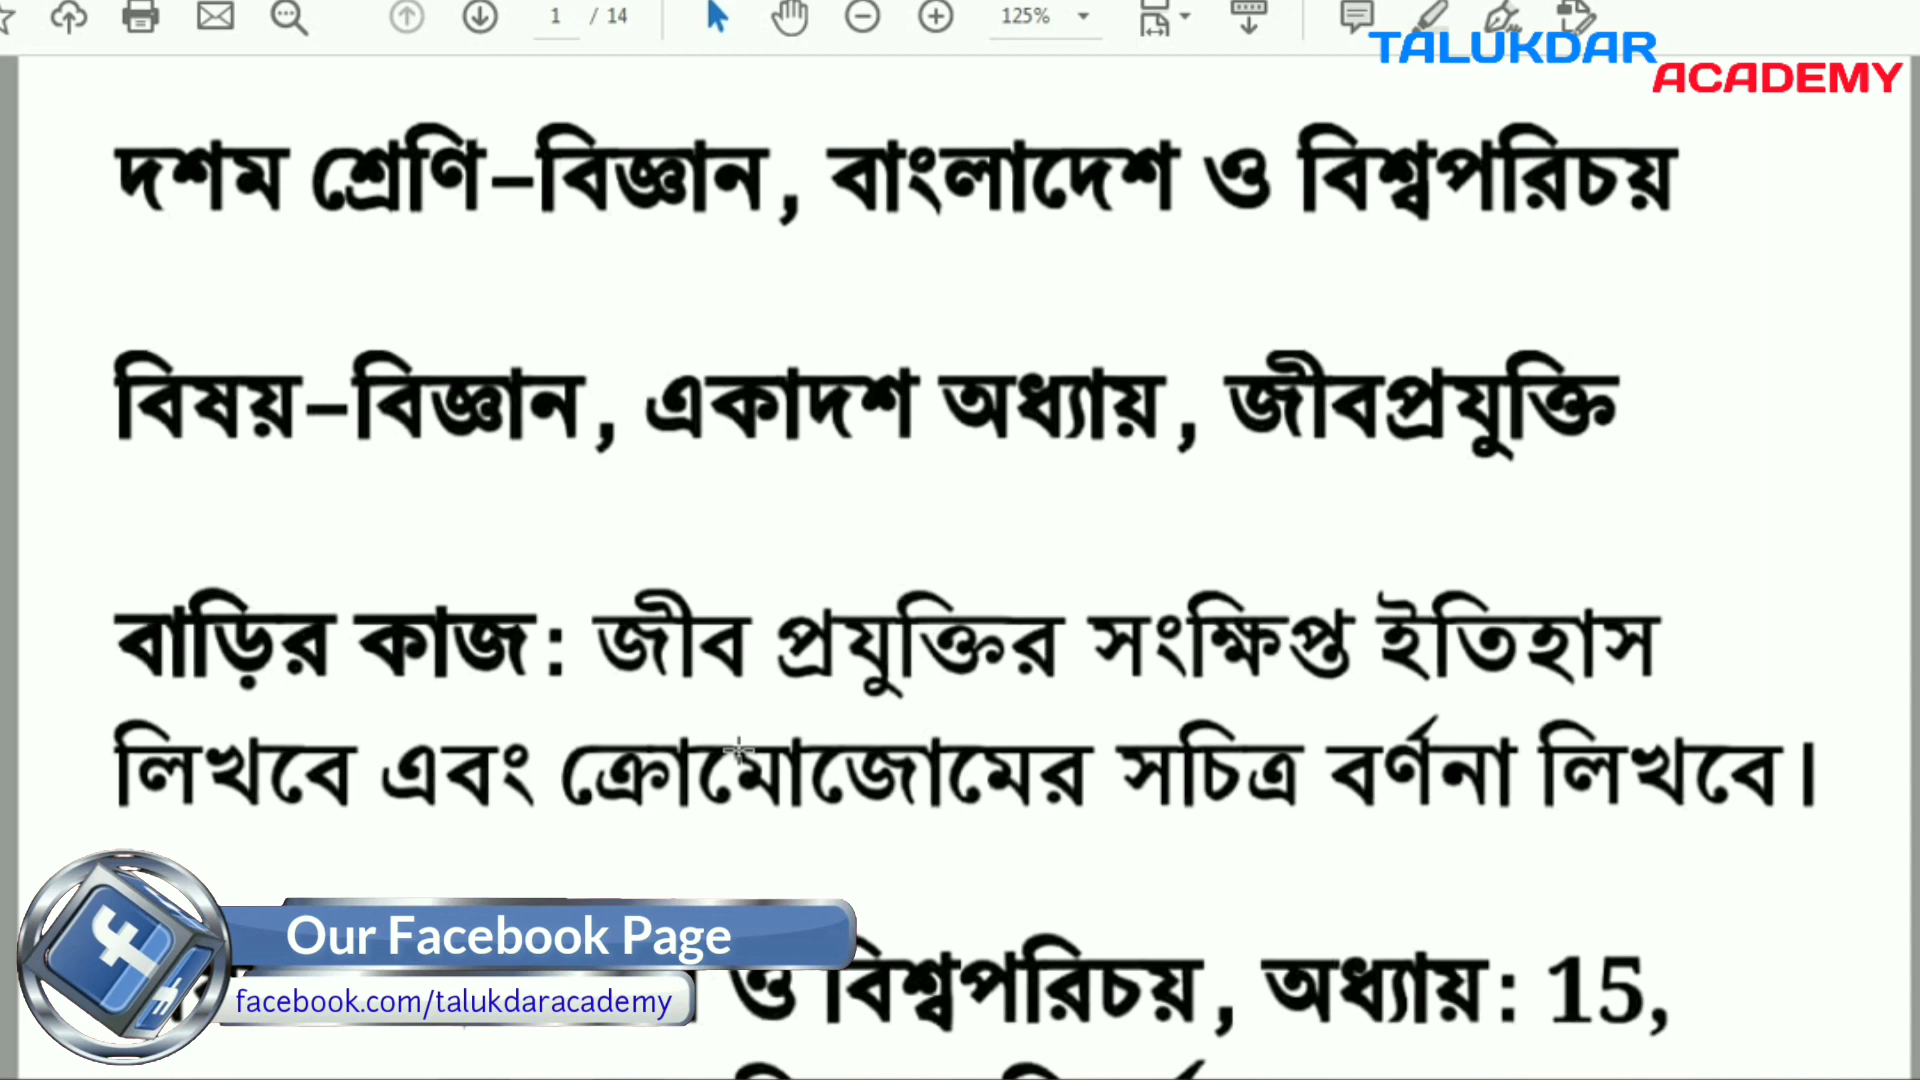 1 / 14
125%
TALUKDAR
ACADEMY
দশম শ্রেণি-বিজ্ঞান, বাংলাদেশ ও বিশ্বপরিচয়
বিষয়-বিজ্ঞান, একাদশ অধ্যায়, জীবপ্রযুক্তি
বাড়ির কাজ: জীব প্রযুক্তির সংক্ষিপ্ত ইতিহাস
লিখবে এবং ক্রোমোজোমের সচিত্র বর্ণনা লিখবে।
Our Facebook Page
ও বিশ্বপরিচয়, অধ্যায়: 15,
facebook.com/talukdaracademy